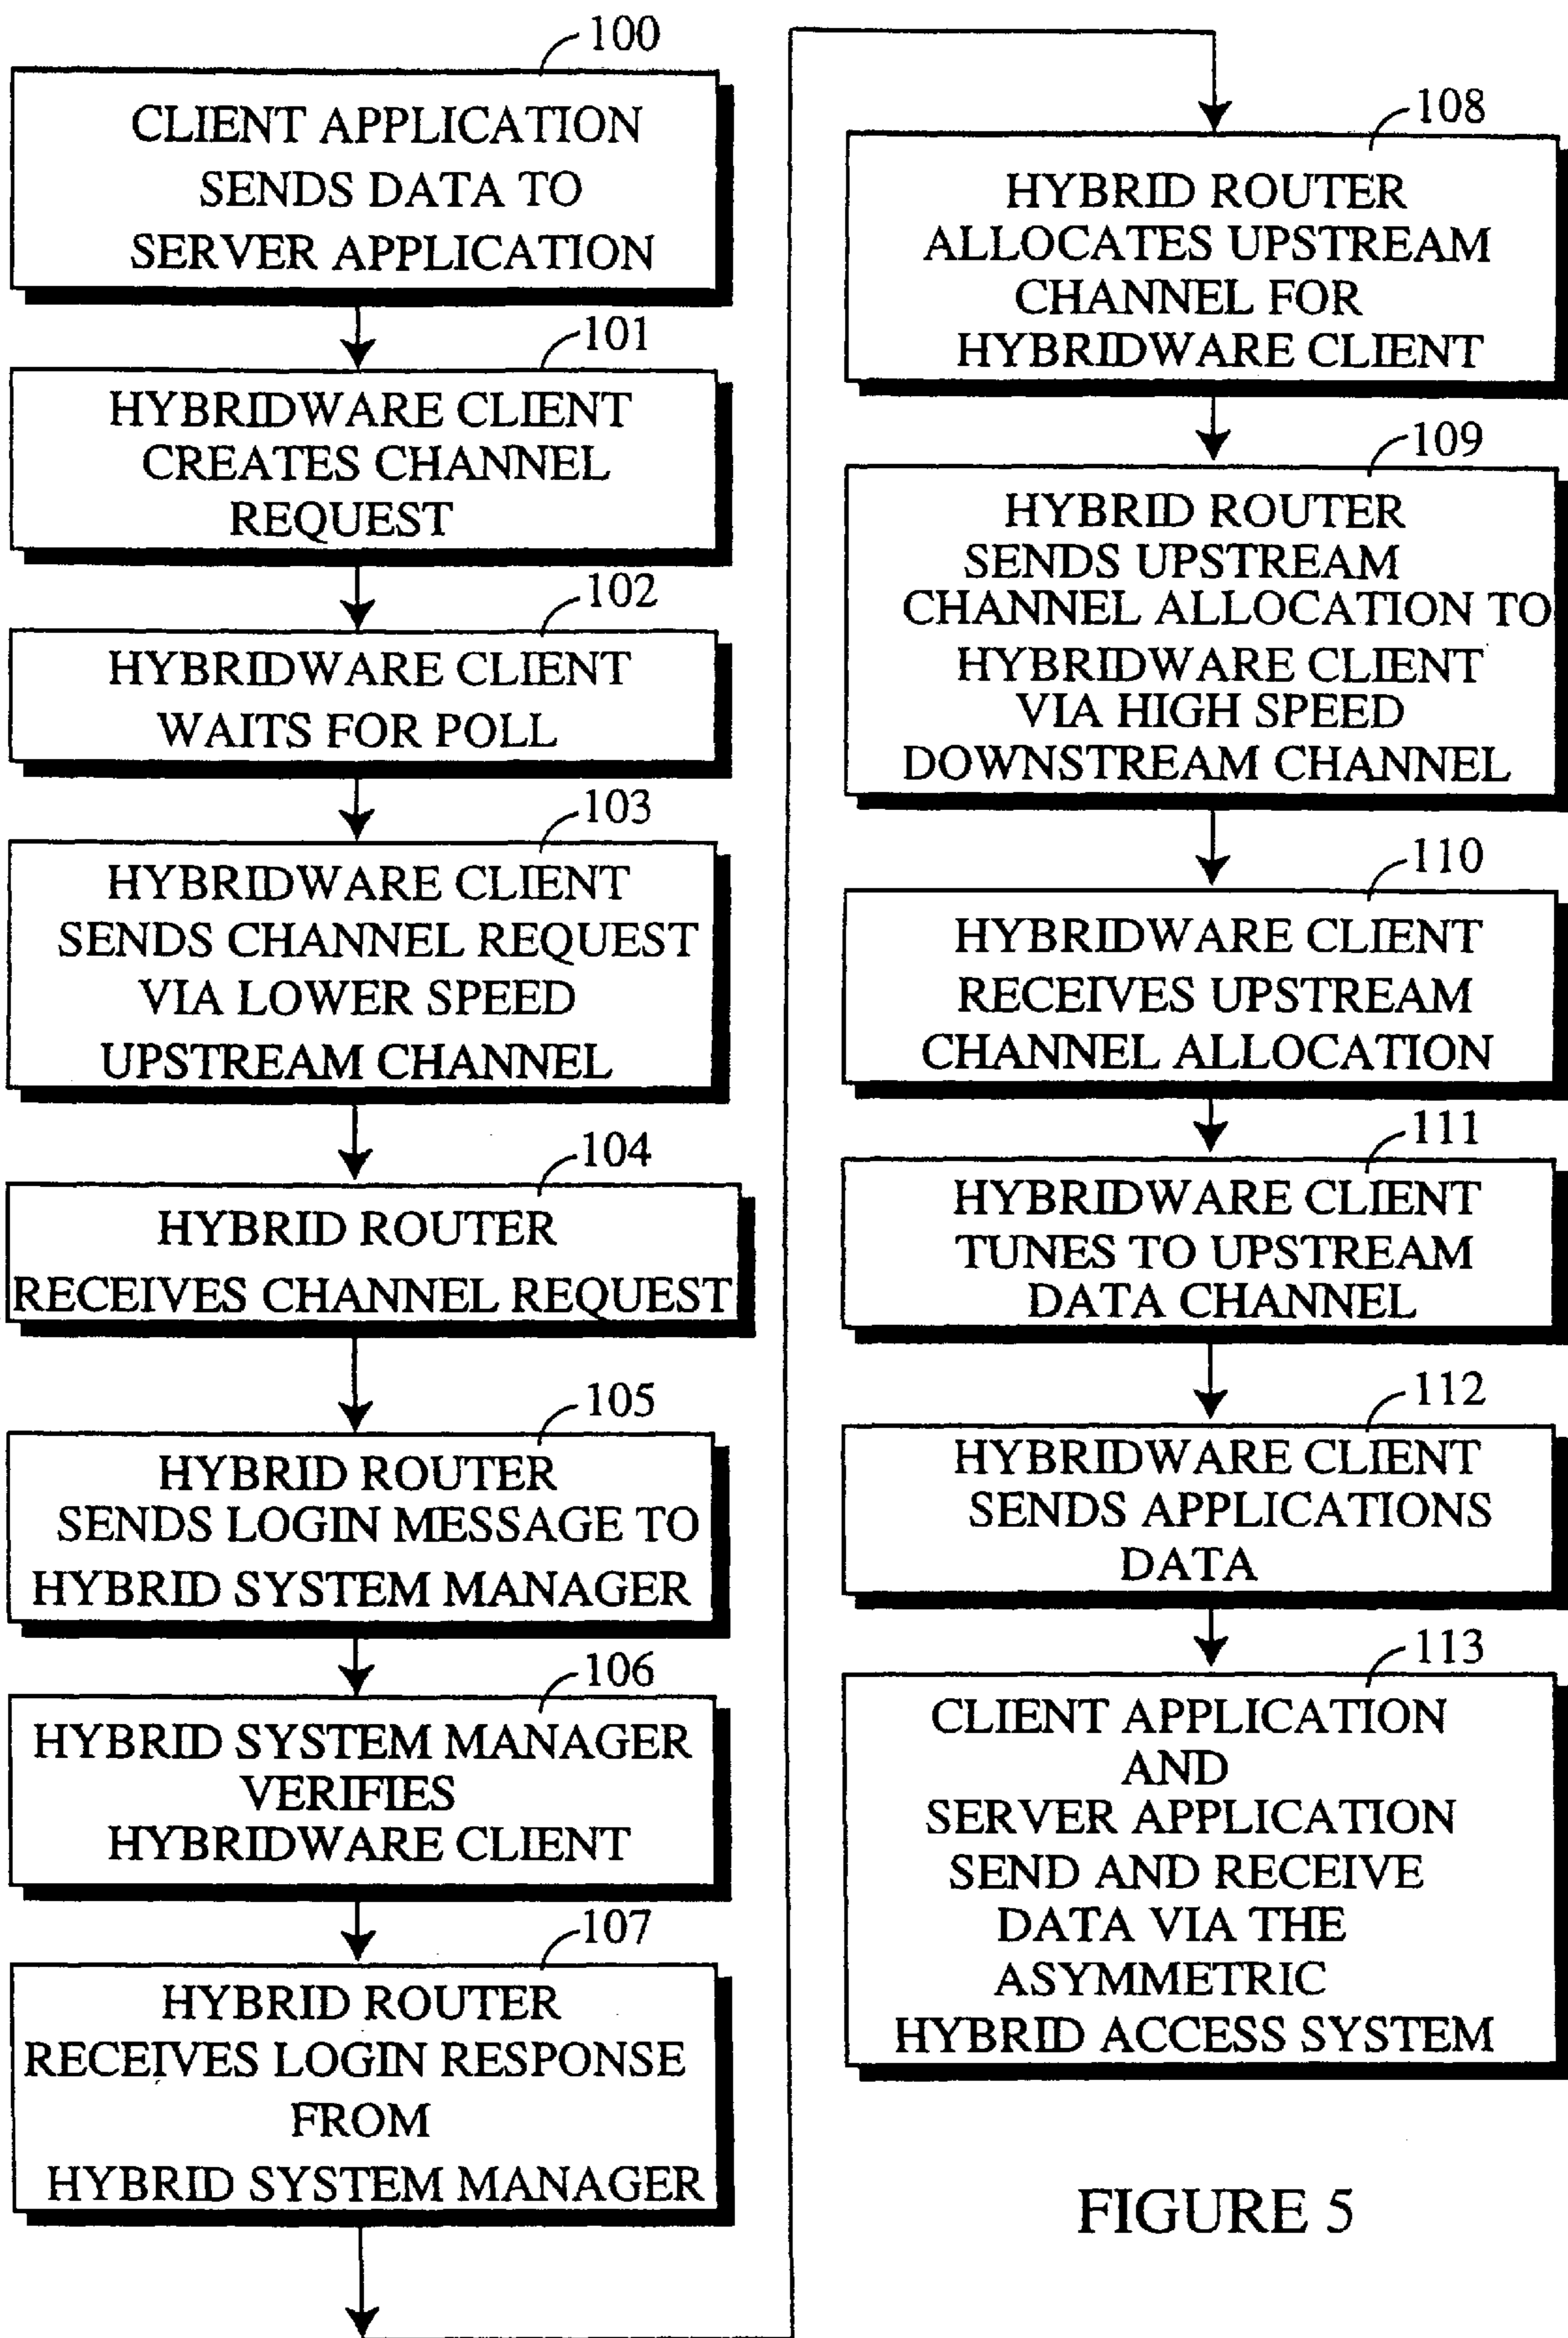 100
CLIENT APPLICATION
SENDS DATA TO
SERVER APPLICATION
101
HYBRIDWARE CLIENT
CREATES CHANNEL
REQUEST
102
HYBRIDWARE CLIENT
WAITS FOR POLL
103
HYBRIDWARE CLIENT
SENDS CHANNEL REQUEST
VIA LOWER SPEED
UPSTREAM CHANNEL
104
HYBRID ROUTER
RECEIVES CHANNEL REQUEST
105
HYBRID ROUTER
SENDS LOGIN MESSAGE TO
HYBRID SYSTEM MANAGER
106
HYBRID SYSTEM MANAGER
VERIFIES
HYBRIDWARE CLIENT
107
HYBRID ROUTER
RECEIVES LOGIN RESPONSE
FROM
HYBRID SYSTEM MANAGER
108
HYBRID ROUTER
ALLOCATES UPSTREAM
CHANNEL FOR
HYBRIDWARE CLIENT
109
HYBRID ROUTER
SENDS UPSTREAM
CHANNEL ALLOCATION TO
HYBRIDWARE CLIENT
VIA HIGH SPEED
DOWNSTREAM CHANNEL
110
HYBRIDWARE CLIENT
RECEIVES UPSTREAM
CHANNEL ALLOCATION
111
HYBRIDWARE CLIENT
TUNES TO UPSTREAM
DATA CHANNEL
112
HYBRIDWARE CLIENT
SENDS APPLICATIONS
DATA
113
CLIENT APPLICATION
AND
SERVER APPLICATION
SEND AND RECEIVE
DATA VIA THE
ASYMMETRIC
HYBRID ACCESS SYSTEM
FIGURE 5